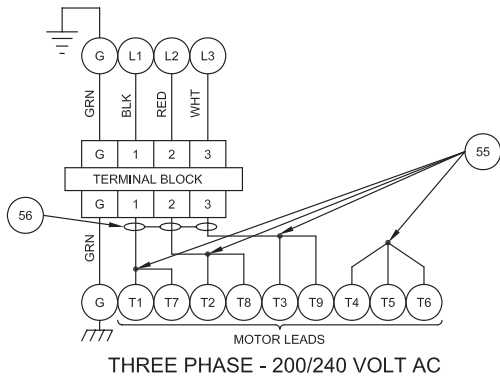 G L1 L2 L3
GRN BLK RED WHT
G 1 2 3
TERMINAL BLOCK
G 1 2 3
55
56
GRN
G T1 T7 T2 T8 T3 T9 T4 T5 T6
MOTOR LEADS
THREE PHASE - 200/240 VOLT AC